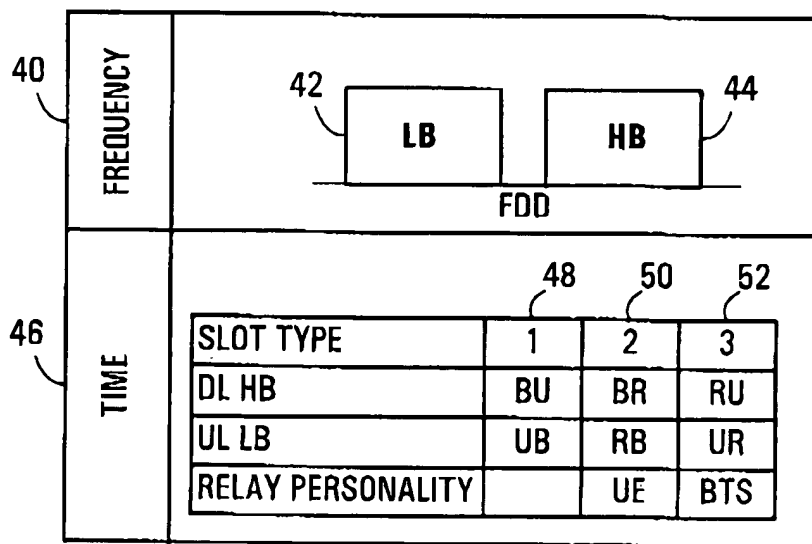 40
FREQUENCY
42
LB
HB
44
FDD
46
TIME
48 50 52
SLOT TYPE 1 2 3
DL HB BU BR RU
UL LB UB RB UR
RELAY PERSONALITY UE BTS